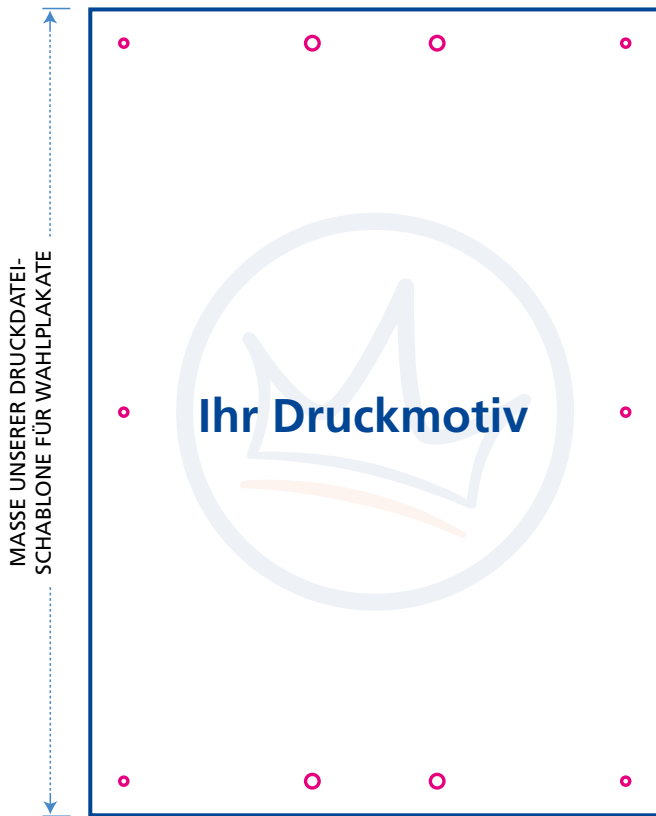 MASSE UNSERER DRUCKDATEI-
SCHABLONE FÜR WAHLPLAKATE
Ihr Druckmotiv